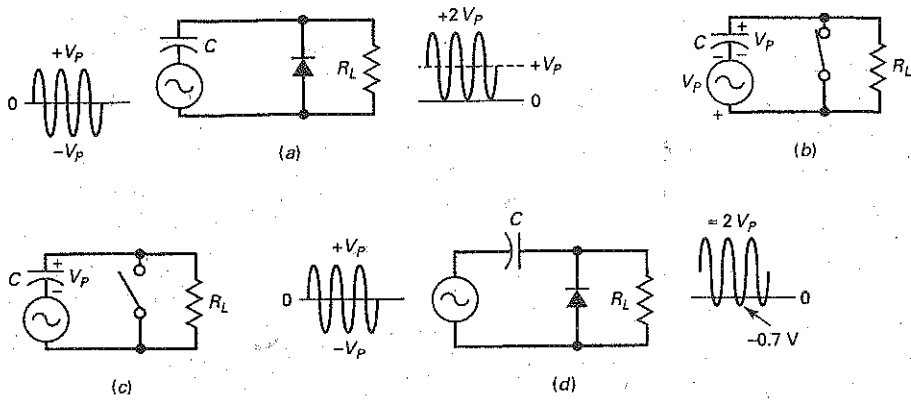 +V_P
0
−V_P
C
R_L
+2 V_P
+V_P
0
(a)
C
+
V_P
−
−
V_P
+
R_L
(b)
C
+
V_P
−
R_L
(c)
+V_P
0
−V_P
C
R_L
≈ 2 V_P
0
−0.7 V
(d)